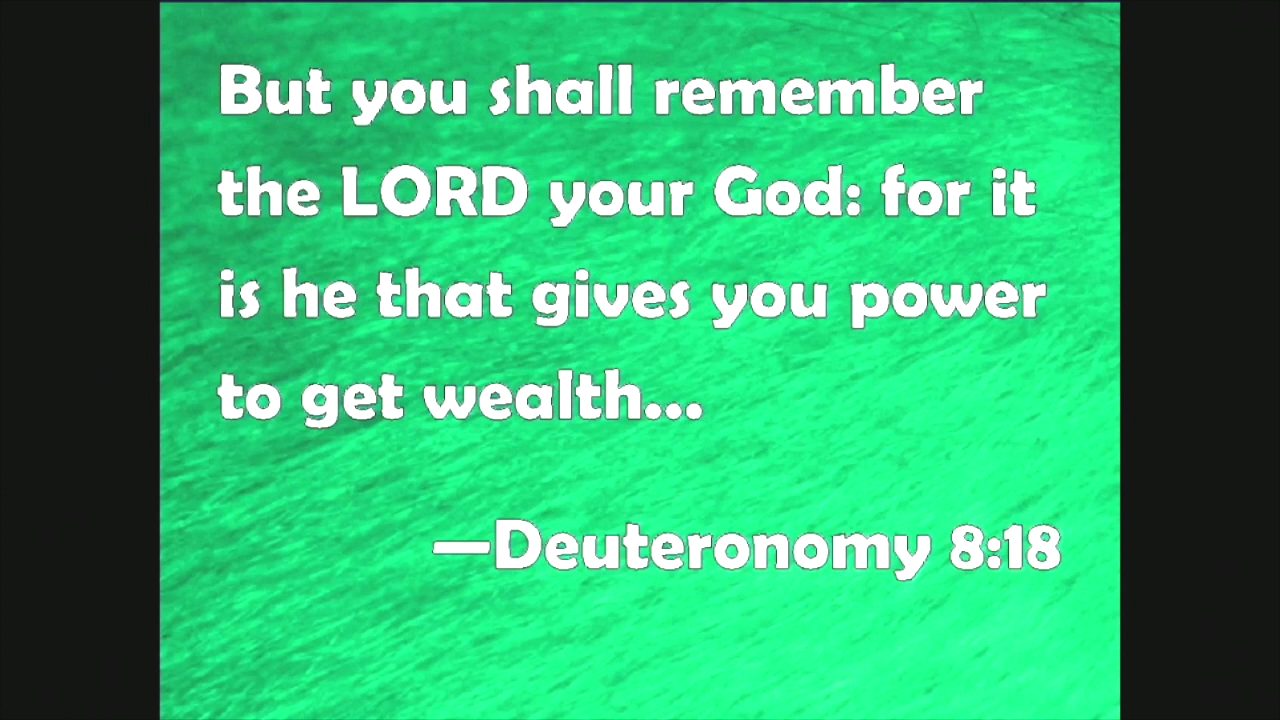 But you shall remember
the LORD your God: for it
is he that gives you power
to get wealth...
—Deuteronomy 8:18